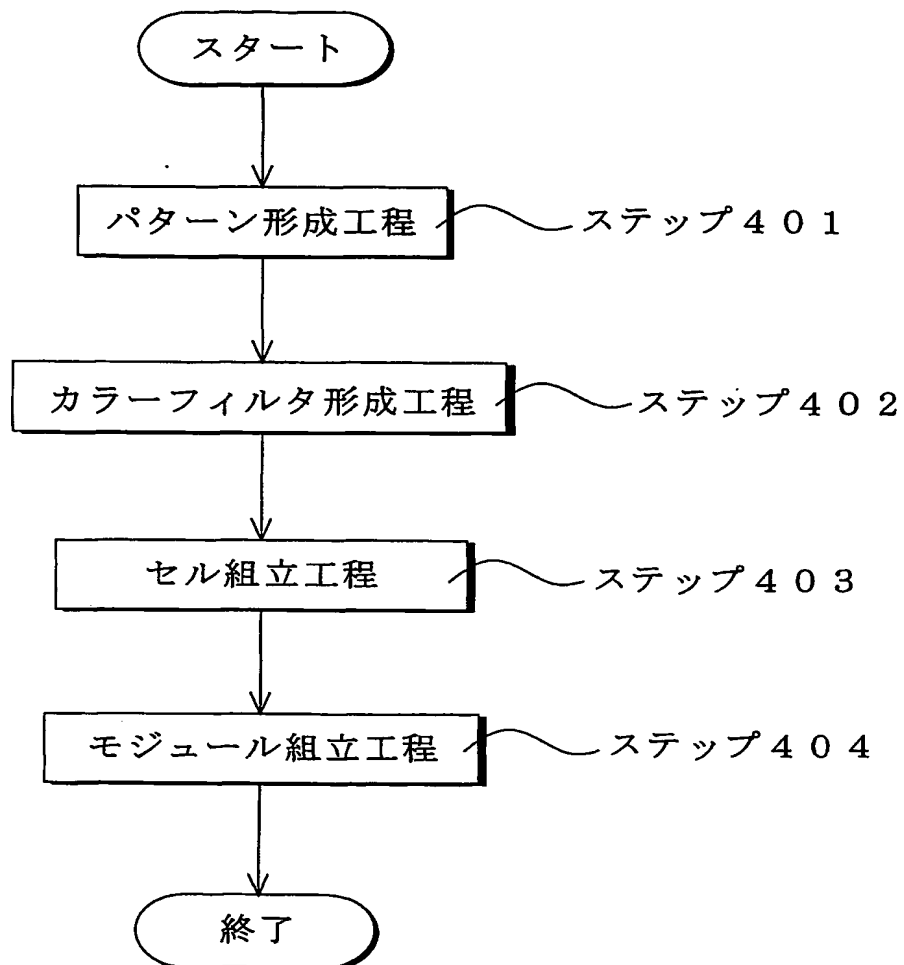 スタート
パターン形成工程 ステップ401
カラーフィルタ形成工程 ステップ402
セル組立工程 ステップ403
モジュール組立工程 ステップ404
終了